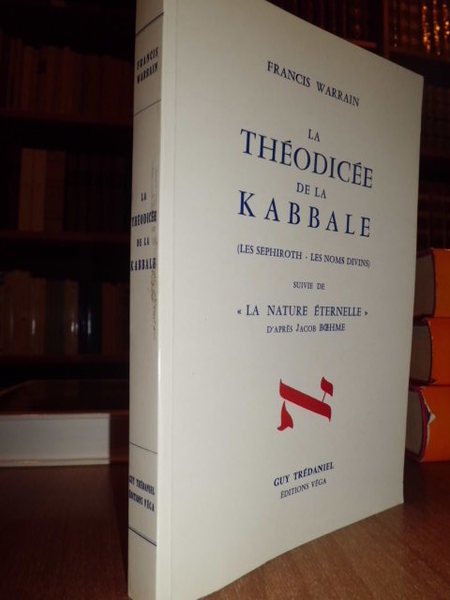 FRANCIS WARRAIN
LA
THÉODICÉE
DE LA
KABBALE
(LES SEPHIROTH - LES NOMS DIVINS)
SUIVIE DE
« LA NATURE ÉTERNELLE »
D'APRÈS JACOB BŒHME
א
GUY TRÉDANIEL
ÉDITIONS VÉGA
FRANCIS
WARRAIN
LA
THÉODICÉE
DE LA
KABBALE
GUY TRÉDANIEL
ÉDITIONS VÉGA